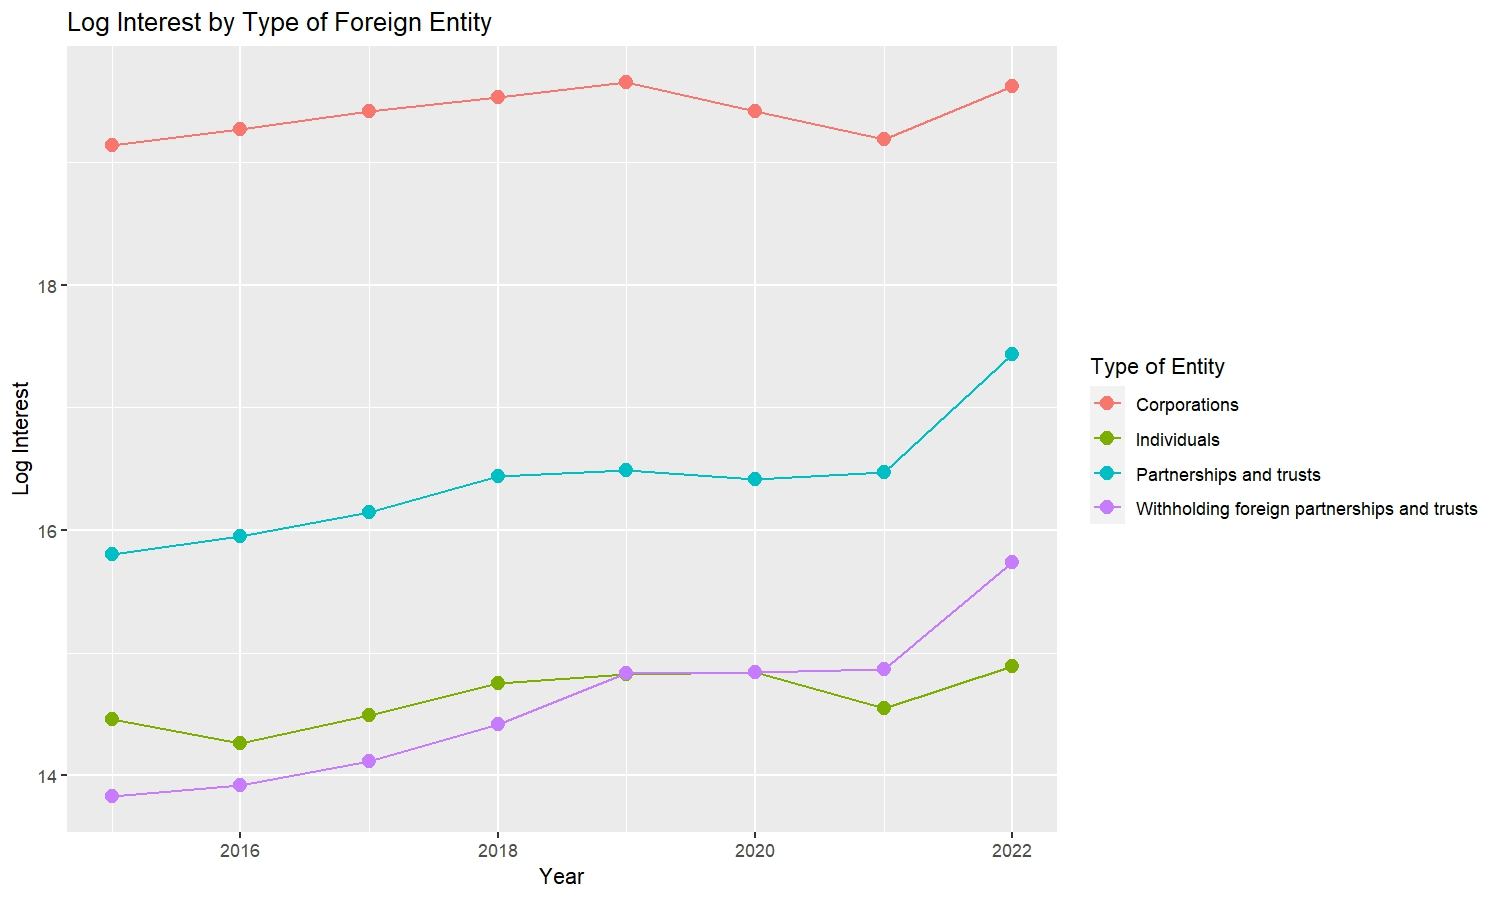 Log Interest by Type of Foreign Entity
Log Interest
18
16
14
2016
2018
2020
2022
Year
Type of Entity
Corporations
Individuals
Partnerships and trusts
Withholding foreign partnerships and trusts